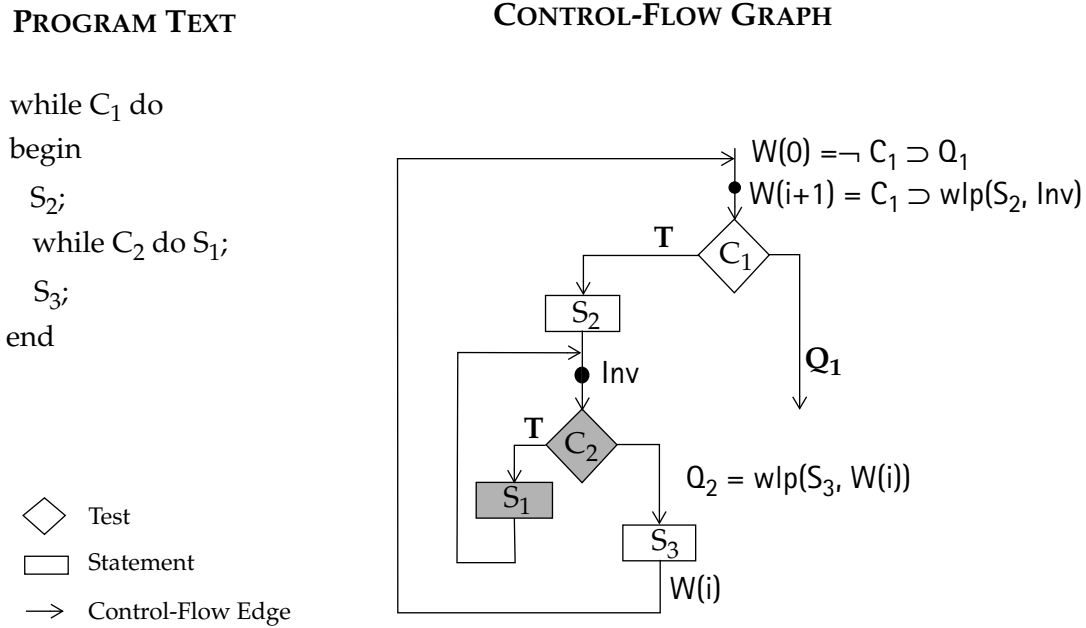 PROGRAM TEXT
while C₁ do
begin
S₂;
while C₂ do S₁;
S₃;
end
Test
Statement
Control-Flow Edge
CONTROL-FLOW GRAPH
W(0) =¬ C₁ ⊃ Q₁
W(i+1) = C₁ ⊃ wlp(S₂, Inv)
T
C₁
S₂
Q₁
Inv
T
C₂
Q₂ = wlp(S₃, W(i))
S₁
S₃
W(i)